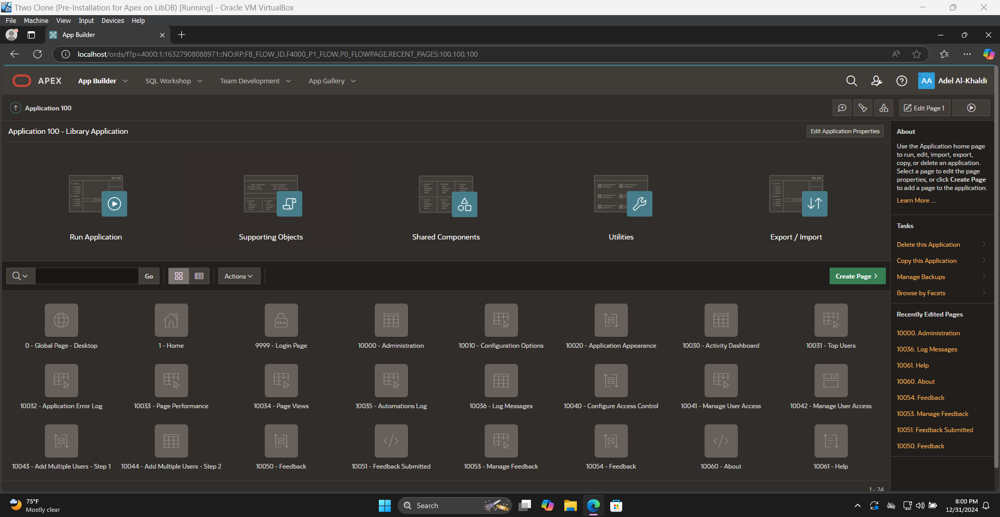 Ttwo Clone (Pre-Installation for Apex on LibDB) [Running] - Oracle VM VirtualBox
File Machine View Input Devices Help
App Builder
localhost/ords/f?p=4000:1:16327908088971::NO:RP:FB_FLOW_ID,F4000_P1_FLOW,P0_FLOWPAGE,RECENT_PAGES:100,100,100
APEX App Builder SQL Workshop Team Development App Gallery AA Adel Al-Khaldi
Application 100 Edit Page 1
Application 100 - Library Application Edit Application Properties
Run Application Supporting Objects Shared Components Utilities Export / Import
Go Actions Create Page
0 - Global Page - Desktop 1 - Home 9999 - Login Page 10000 - Administration 10010 - Configuration Options 10020 - Application Appearance 10030 - Activity Dashboard 10031 - Top Users
10032 - Application Error Log 10033 - Page Performance 10034 - Page Views 10035 - Automations Log 10036 - Log Messages 10040 - Configure Access Control 10041 - Manage User Access 10042 - Manage User Access
10043 - Add Multiple Users - Step 1 10044 - Add Multiple Users - Step 2 10050 - Feedback 10051 - Feedback Submitted 10053 - Manage Feedback 10054 - Feedback 10060 - About 10061 - Help
1 - 24
About
Use the Application home page
to run, edit, import, export,
copy, or delete an application.
Select a page to edit the page
properties, or click Create Page
to add a page to the application.
Learn More ...
Tasks
Delete this Application
Copy this Application
Manage Backups
Browse by Facets
Recently Edited Pages
10000. Administration
10036. Log Messages
10061. Help
10060. About
10054. Feedback
10053. Manage Feedback
10051. Feedback Submitted
10050. Feedback
75°F
Mostly clear
Search
8:00 PM
12/31/2024